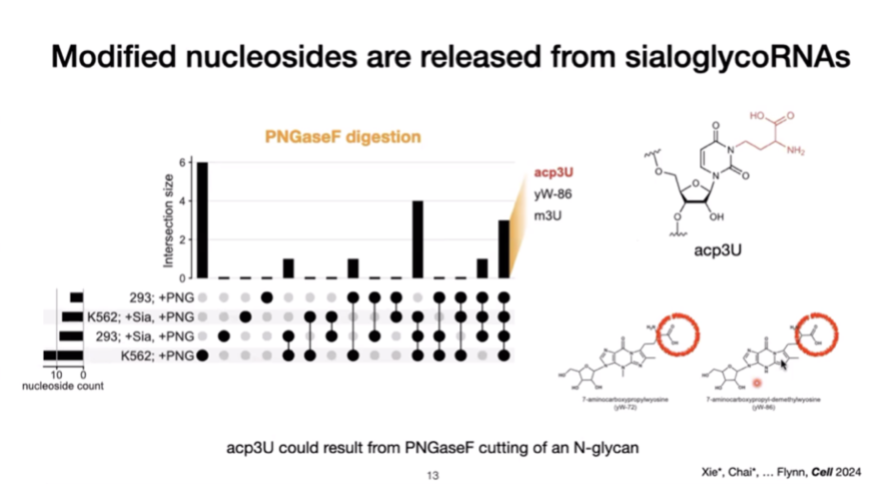 Modified nucleosides are released from sialoglycoRNAs
PNGaseF digestion
Intersection size
6
4
2
0
acp3U
yW-86
m3U
293; +PNG
K562; +Sia, +PNG
293; +Sia, +PNG
K562; +PNG
10 0
nucleoside count
HO
O
NH₂
O
N
N
O
O
O
O
OH
acp3U
7-aminocarboxypropylwyosine
(yW-72)
7-aminocarboxypropyl-demethylwyosine
(yW-86)
acp3U could result from PNGaseF cutting of an N-glycan
13
Xie*, Chai*, ... Flynn, Cell 2024